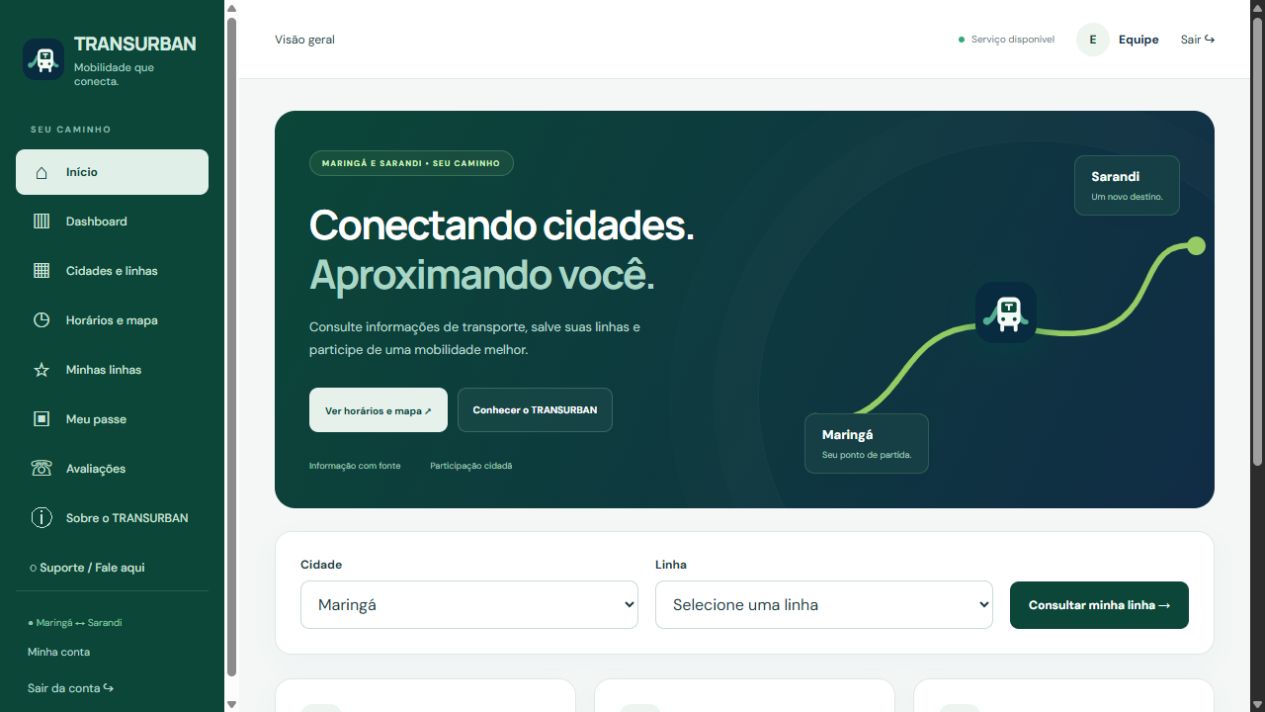 TRANSURBAN
Mobilidade que
conecta.
SEU CAMINHO
Início
Dashboard
Cidades e linhas
Horários e mapa
Minhas linhas
Meu passe
Avaliações
Sobre o TRANSURBAN
Suporte / Fale aqui
• Maringá ↔ Sarandi
Minha conta
Sair da conta ↪
Visão geral
Serviço disponível
E
Equipe
Sair ↪
MARINGÁ E SARANDI • SEU CAMINHO
Conectando cidades.
Aproximando você.
Consulte informações de transporte, salve suas linhas e
participe de uma mobilidade melhor.
Ver horários e mapa ↗
Conhecer o TRANSURBAN
Informação com fonte
Participação cidadã
Sarandi
Um novo destino.
T
Maringá
Seu ponto de partida.
Cidade
Maringá
Linha
Selecione uma linha
Consultar minha linha →